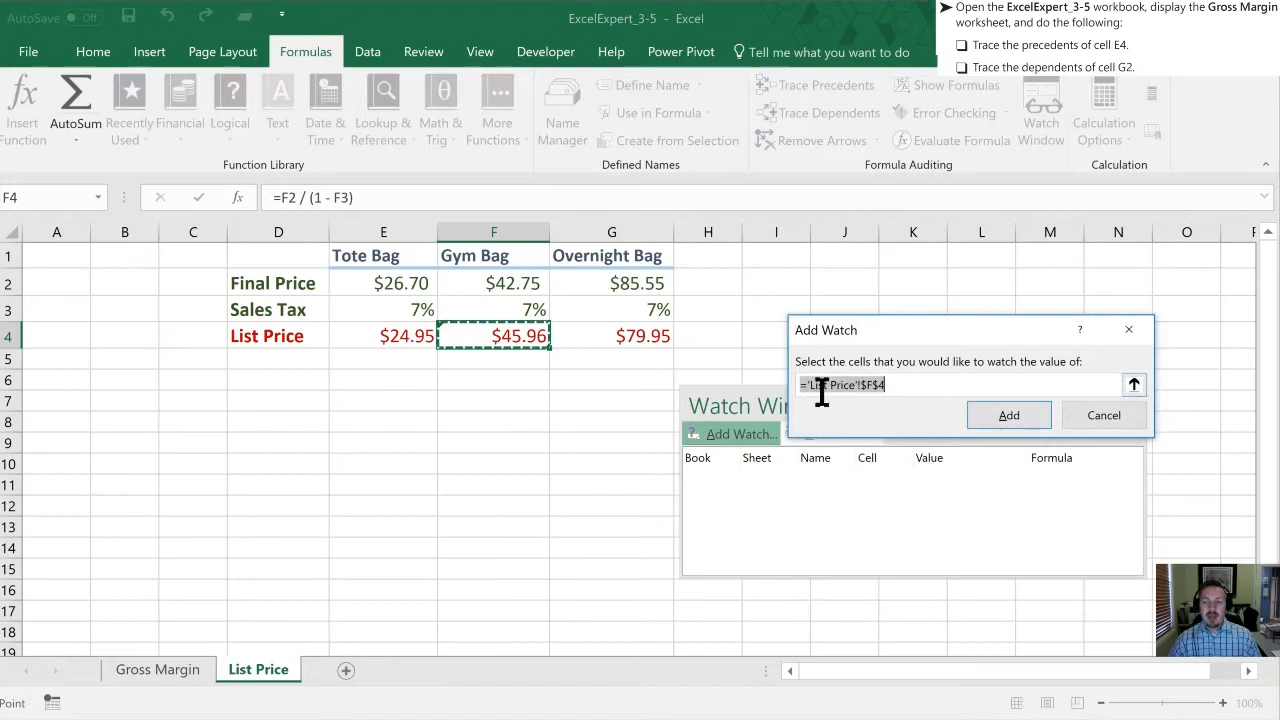 AutoSave Off
ExcelExpert_3-5 - Excel
Open the ExcelExpert_3-5 workbook, display the Gross Margin
worksheet, and do the following:
Trace the precedents of cell E4.
Trace the dependents of cell G2.
File Home Insert Page Layout Formulas Data Review View Developer Help Power Pivot Tell me what you want to do
Insert Function
AutoSum
Recently Used
Financial
Logical
Text
Date & Time
Lookup & Reference
Math & Trig
More Functions
Function Library
Name Manager
Define Name
Use in Formula
Create from Selection
Defined Names
Trace Precedents
Trace Dependents
Remove Arrows
Show Formulas
Error Checking
Evaluate Formula
Formula Auditing
Watch Window
Calculation Options
Calculation
F4 fx =F2 / (1 - F3)
A B C D E F G H I J K L M N
1 Tote Bag Gym Bag Overnight Bag
2 Final Price $26.70 $42.75 $85.55
3 Sales Tax 7% 7% 7%
4 List Price $24.95 $45.96 $79.95
5
6
7
8
9
10
11
12
13
14
15
16
17
18
19
Add Watch
?
Select the cells that you would like to watch the value of:
='List Price'!$F$4
Add Cancel
Watch Wi
Add Watch...
Book Sheet Name Cell Value Formula
Gross Margin List Price
Point
100%